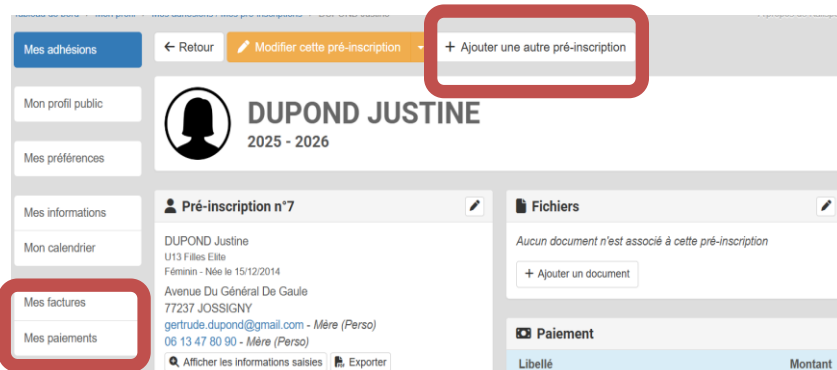 Mes adhésions
← Retour
Modifier cette pré-inscription
+ Ajouter une autre pré-inscription
Mon profil public
DUPOND JUSTINE
2025 - 2026
Mes préférences
Mes informations
Mon calendrier
Mes factures
Mes paiements
Pré-inscription n°7
DUPOND Justine
U13 Filles Elite
Féminin - Née le 15/12/2014
Avenue Du Général De Gaule
77237 JOSSIGNY
gertrude.dupond@gmail.com - Mère (Perso)
06 13 47 80 90 - Mère (Perso)
Afficher les informations saisies Exporter
Fichiers
Aucun document n'est associé à cette pré-inscription
+ Ajouter un document
Paiement
Libellé Montant